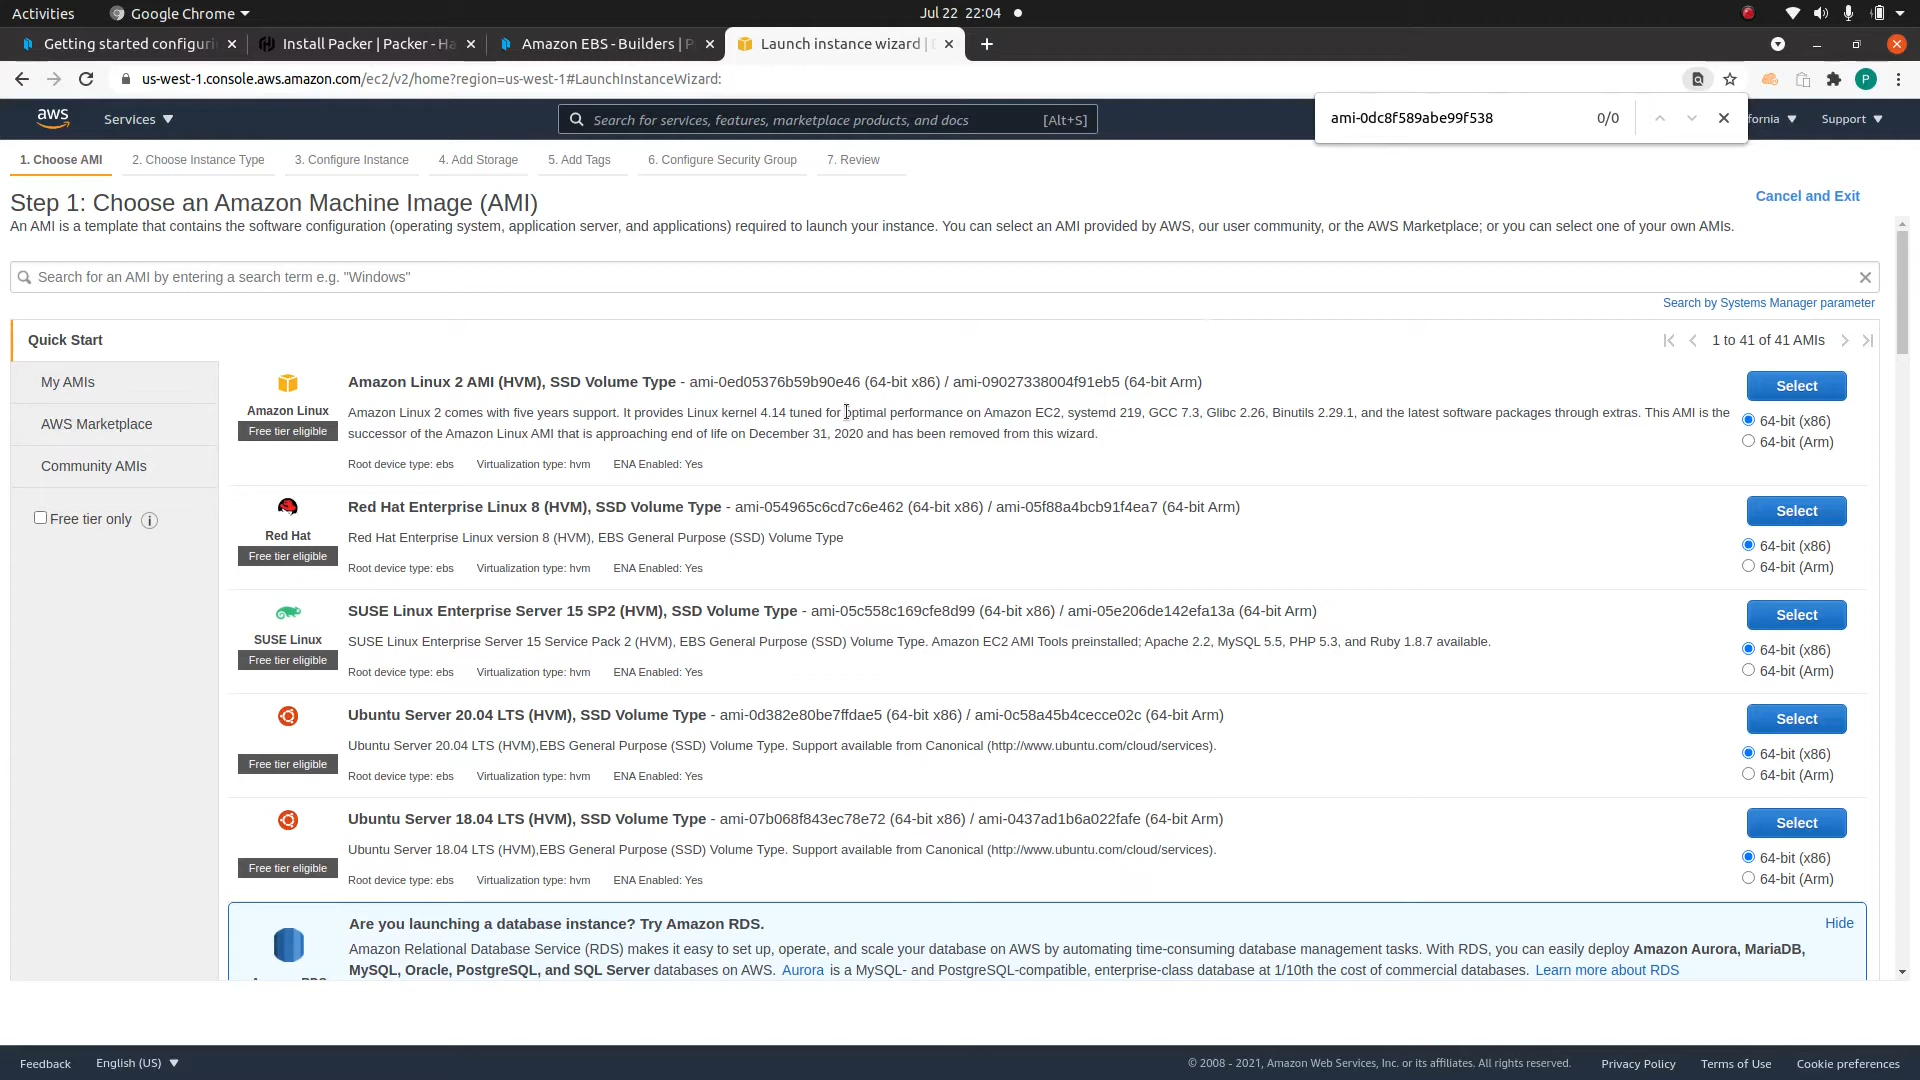 Activities
Google Chrome
Jul 22 22:04
Getting started configuri
Install Packer | Packer - Ha
Amazon EBS - Builders | P
Launch instance wizard |
us-west-1.console.aws.amazon.com/ec2/v2/home?region=us-west-1#LaunchInstanceWizard:
P
ami-0dc8f589abe99f538
0/0
aws
Services
Search for services, features, marketplace products, and docs
[Alt+S]
fornia
Support
1. Choose AMI
2. Choose Instance Type
3. Configure Instance
4. Add Storage
5. Add Tags
6. Configure Security Group
7. Review
Step 1: Choose an Amazon Machine Image (AMI)
Cancel and Exit
An AMI is a template that contains the software configuration (operating system, application server, and applications) required to launch your instance. You can select an AMI provided by AWS, our user community, or the AWS Marketplace; or you can select one of your own AMIs.
Search for an AMI by entering a search term e.g. "Windows"
Search by Systems Manager parameter
Quick Start
1 to 41 of 41 AMIs
My AMIs
AWS Marketplace
Community AMIs
Free tier only
Amazon Linux
Free tier eligible
Amazon Linux 2 AMI (HVM), SSD Volume Type - ami-0ed05376b59b90e46 (64-bit x86) / ami-09027338004f91eb5 (64-bit Arm)
Amazon Linux 2 comes with five years support. It provides Linux kernel 4.14 tuned for optimal performance on Amazon EC2, systemd 219, GCC 7.3, Glibc 2.26, Binutils 2.29.1, and the latest software packages through extras. This AMI is the
successor of the Amazon Linux AMI that is approaching end of life on December 31, 2020 and has been removed from this wizard.
Root device type: ebs Virtualization type: hvm ENA Enabled: Yes
Select
64-bit (x86)
64-bit (Arm)
Red Hat
Free tier eligible
Red Hat Enterprise Linux 8 (HVM), SSD Volume Type - ami-054965c6cd7c6e462 (64-bit x86) / ami-05f88a4bcb91f4ea7 (64-bit Arm)
Red Hat Enterprise Linux version 8 (HVM), EBS General Purpose (SSD) Volume Type
Root device type: ebs Virtualization type: hvm ENA Enabled: Yes
Select
64-bit (x86)
64-bit (Arm)
SUSE Linux
Free tier eligible
SUSE Linux Enterprise Server 15 SP2 (HVM), SSD Volume Type - ami-05c558c169cfe8d99 (64-bit x86) / ami-05e206de142efa13a (64-bit Arm)
SUSE Linux Enterprise Server 15 Service Pack 2 (HVM), EBS General Purpose (SSD) Volume Type. Amazon EC2 AMI Tools preinstalled; Apache 2.2, MySQL 5.5, PHP 5.3, and Ruby 1.8.7 available.
Root device type: ebs Virtualization type: hvm ENA Enabled: Yes
Select
64-bit (x86)
64-bit (Arm)
Free tier eligible
Ubuntu Server 20.04 LTS (HVM), SSD Volume Type - ami-0d382e80be7ffdae5 (64-bit x86) / ami-0c58a45b4cecce02c (64-bit Arm)
Ubuntu Server 20.04 LTS (HVM),EBS General Purpose (SSD) Volume Type. Support available from Canonical (http://www.ubuntu.com/cloud/services).
Root device type: ebs Virtualization type: hvm ENA Enabled: Yes
Select
64-bit (x86)
64-bit (Arm)
Free tier eligible
Ubuntu Server 18.04 LTS (HVM), SSD Volume Type - ami-07b068f843ec78e72 (64-bit x86) / ami-0437ad1b6a022fafe (64-bit Arm)
Ubuntu Server 18.04 LTS (HVM),EBS General Purpose (SSD) Volume Type. Support available from Canonical (http://www.ubuntu.com/cloud/services).
Root device type: ebs Virtualization type: hvm ENA Enabled: Yes
Select
64-bit (x86)
64-bit (Arm)
Are you launching a database instance? Try Amazon RDS.
Hide
Amazon Relational Database Service (RDS) makes it easy to set up, operate, and scale your database on AWS by automating time-consuming database management tasks. With RDS, you can easily deploy Amazon Aurora, MariaDB,
MySQL, Oracle, PostgreSQL, and SQL Server databases on AWS. Aurora is a MySQL- and PostgreSQL-compatible, enterprise-class database at 1/10th the cost of commercial databases. Learn more about RDS
Feedback
English (US)
© 2008 - 2021, Amazon Web Services, Inc. or its affiliates. All rights reserved.
Privacy Policy
Terms of Use
Cookie preferences